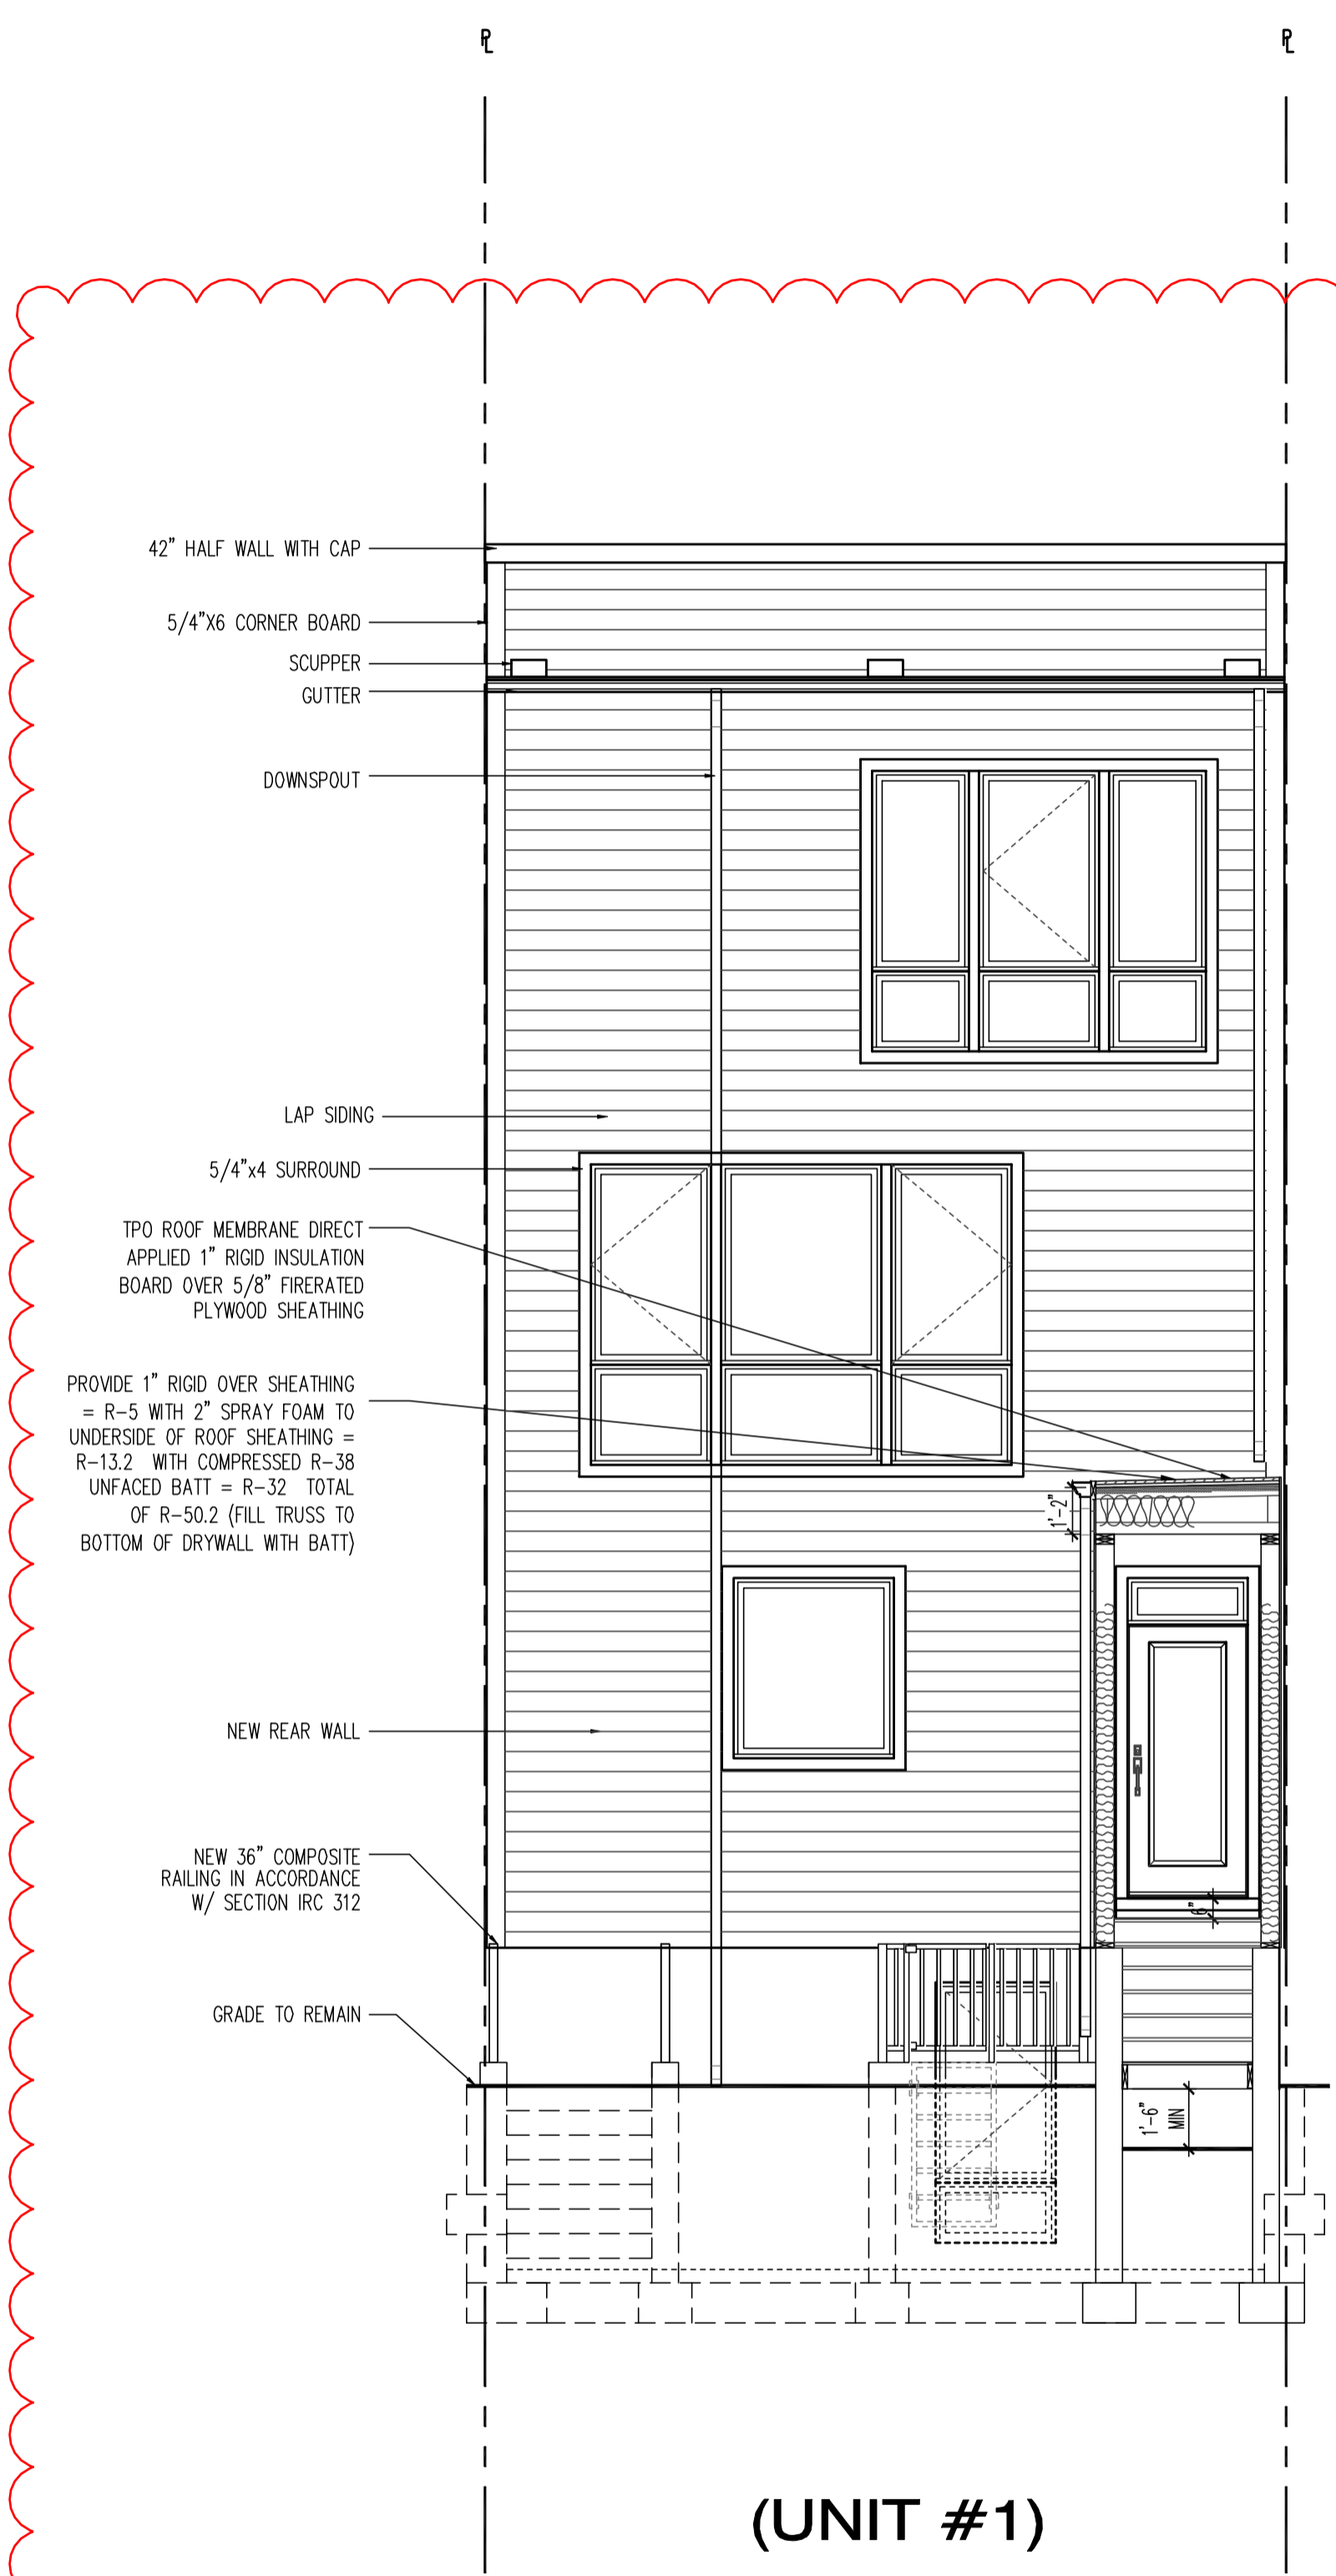 PL PL
42" HALF WALL WITH CAP
5/4"X6 CORNER BOARD
SCUPPER
GUTTER
DOWNSPOUT
LAP SIDING
5/4"x4 SURROUND
TPO ROOF MEMBRANE DIRECT
APPLIED 1" RIGID INSULATION
BOARD OVER 5/8" FIRERATED
PLYWOOD SHEATHING
PROVIDE 1" RIGID OVER SHEATHING
= R-5 WITH 2" SPRAY FOAM TO
UNDERSIDE OF ROOF SHEATHING =
R-13.2 WITH COMPRESSED R-38
UNFACED BATT = R-32 TOTAL
OF R-50.2 (FILL TRUSS TO
BOTTOM OF DRYWALL WITH BATT)
1'-2"
NEW REAR WALL
NEW 36" COMPOSITE
RAILING IN ACCORDANCE
W/ SECTION IRC 312
6"
GRADE TO REMAIN
1'-6"
MIN
(UNIT #1)